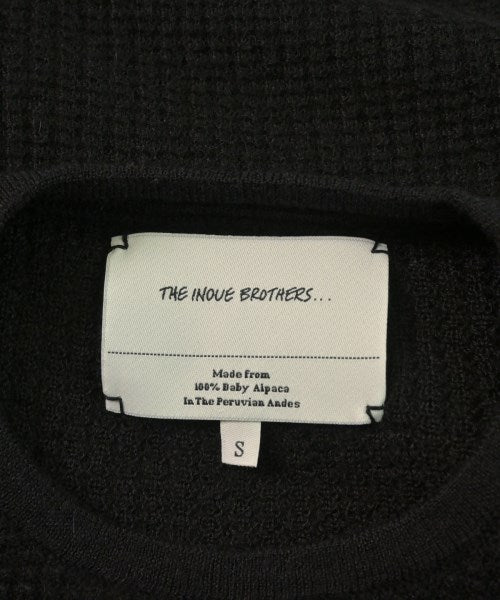 THE INOUE BROTHERS...
Made from
100% Baby Alpaca
In The Peruvian Andes
S